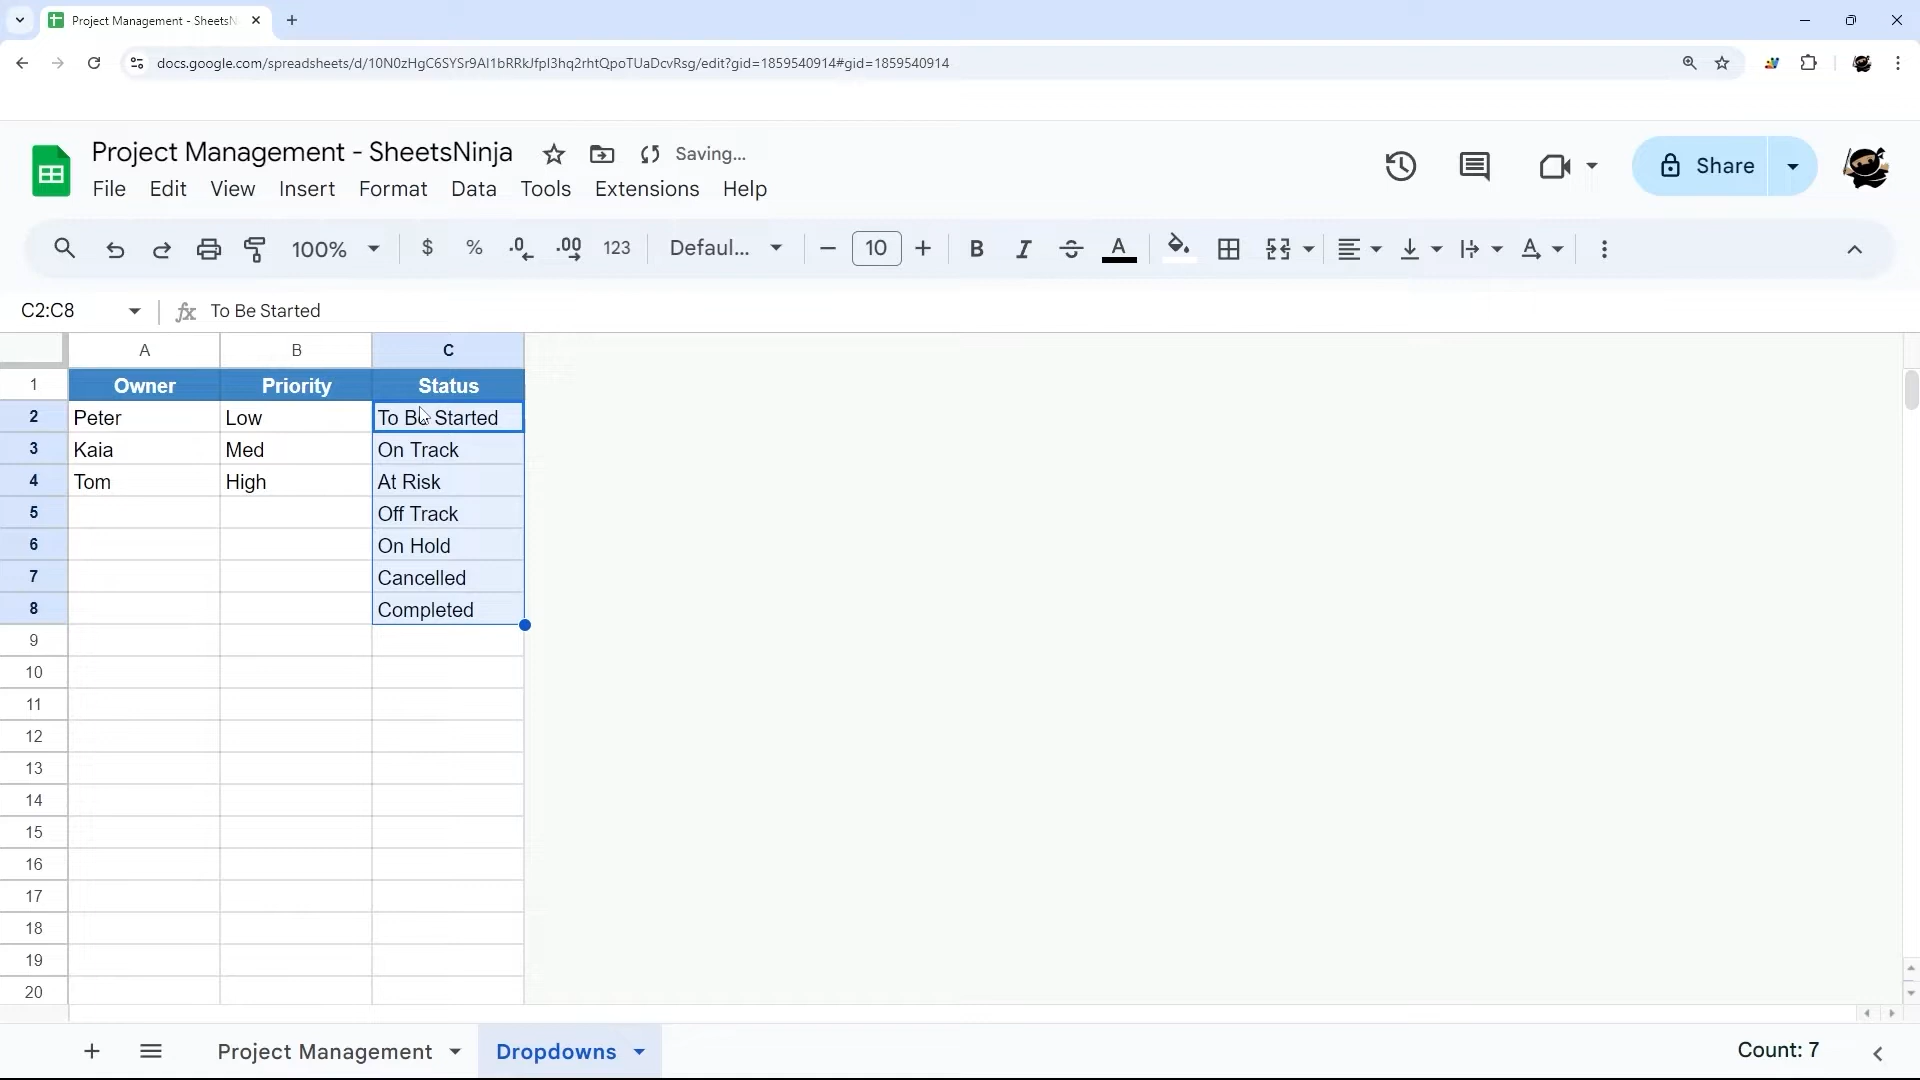 Project Management - SheetsN
docs.google.com/spreadsheets/d/10N0zHgC6SYSr9AI1bRRkJfpI3hq2rhtQpoTUaDcvRsg/edit?gid=1859540914#gid=1859540914
Project Management - SheetsNinja Saving...
File Edit View Insert Format Data Tools Extensions Help
Share
100% $ % .0 .00 123 Defaul... 10 B I S A
C2:C8 fx To Be Started
A B C
1 Owner Priority Status
2 Peter Low To Be Started
3 Kaia Med On Track
4 Tom High At Risk
5 Off Track
6 On Hold
7 Cancelled
8 Completed
9
10
11
12
13
14
15
16
17
18
19
20
Project Management Dropdowns Count: 7